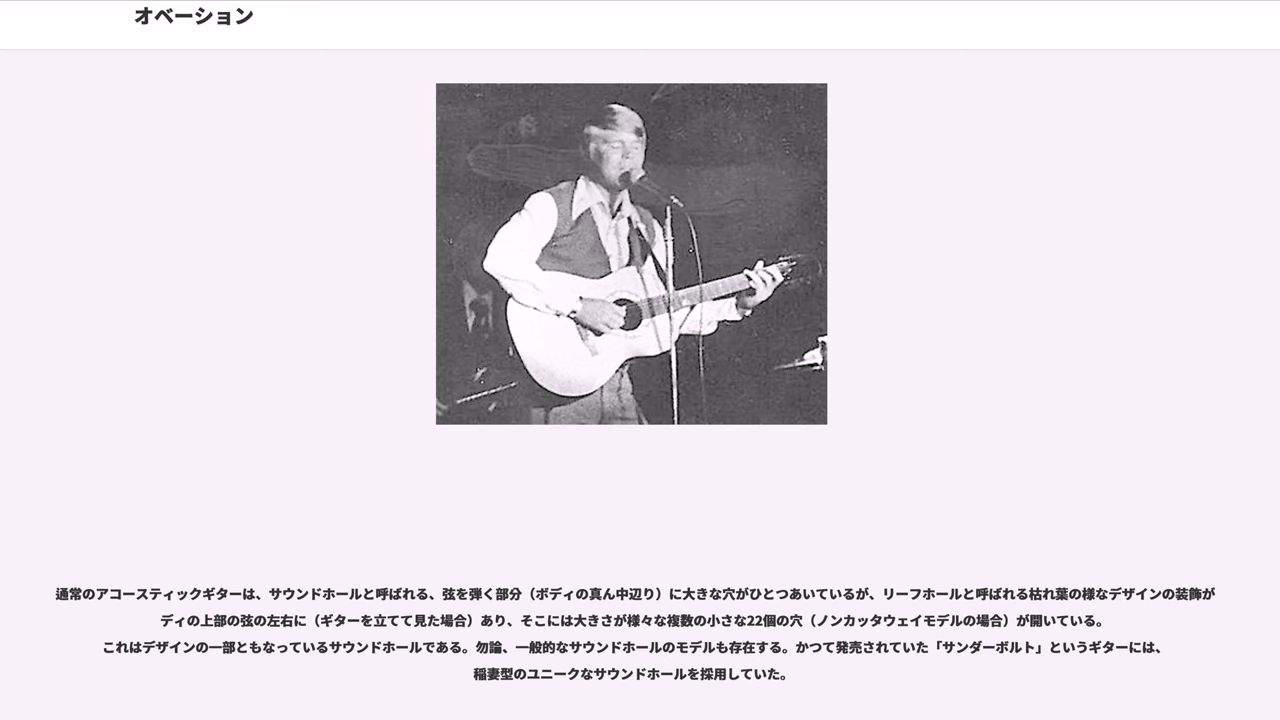 オベーション
通常のアコースティックギターは、サウンドホールと呼ばれる、弦を弾く部分（ボディの真ん中辺り）に大きな穴がひとつあいているが、リーフホールと呼ばれる枯れ葉の様なデザインの装飾が
ディの上部の弦の左右に（ギターを立てて見た場合）あり、そこには大きさが様々な複数の小さな22個の穴（ノンカッタウェイモデルの場合）が開いている。
これはデザインの一部ともなっているサウンドホールである。勿論、一般的なサウンドホールのモデルも存在する。かつて発売されていた「サンダーボルト」というギターには、
稲妻型のユニークなサウンドホールを採用していた。